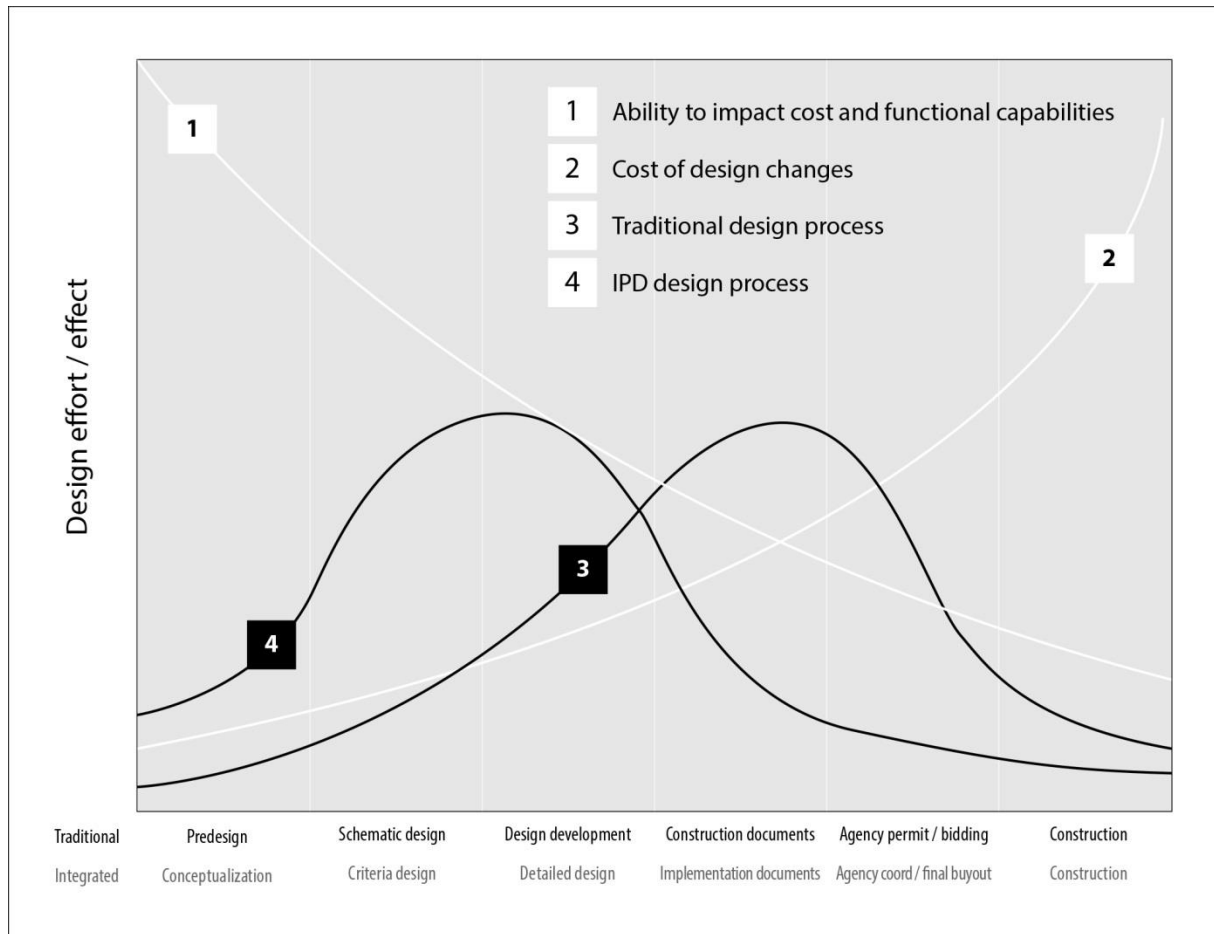 1
1 Ability to impact cost and functional capabilities
2 Cost of design changes
3 Traditional design process
4 IPD design process
2
3
4
Design effort / effect
Traditional Predesign Schematic design Design development Construction documents Agency permit / bidding Construction
Integrated Conceptualization Criteria design Detailed design Implementation documents Agency coord / final buyout Construction